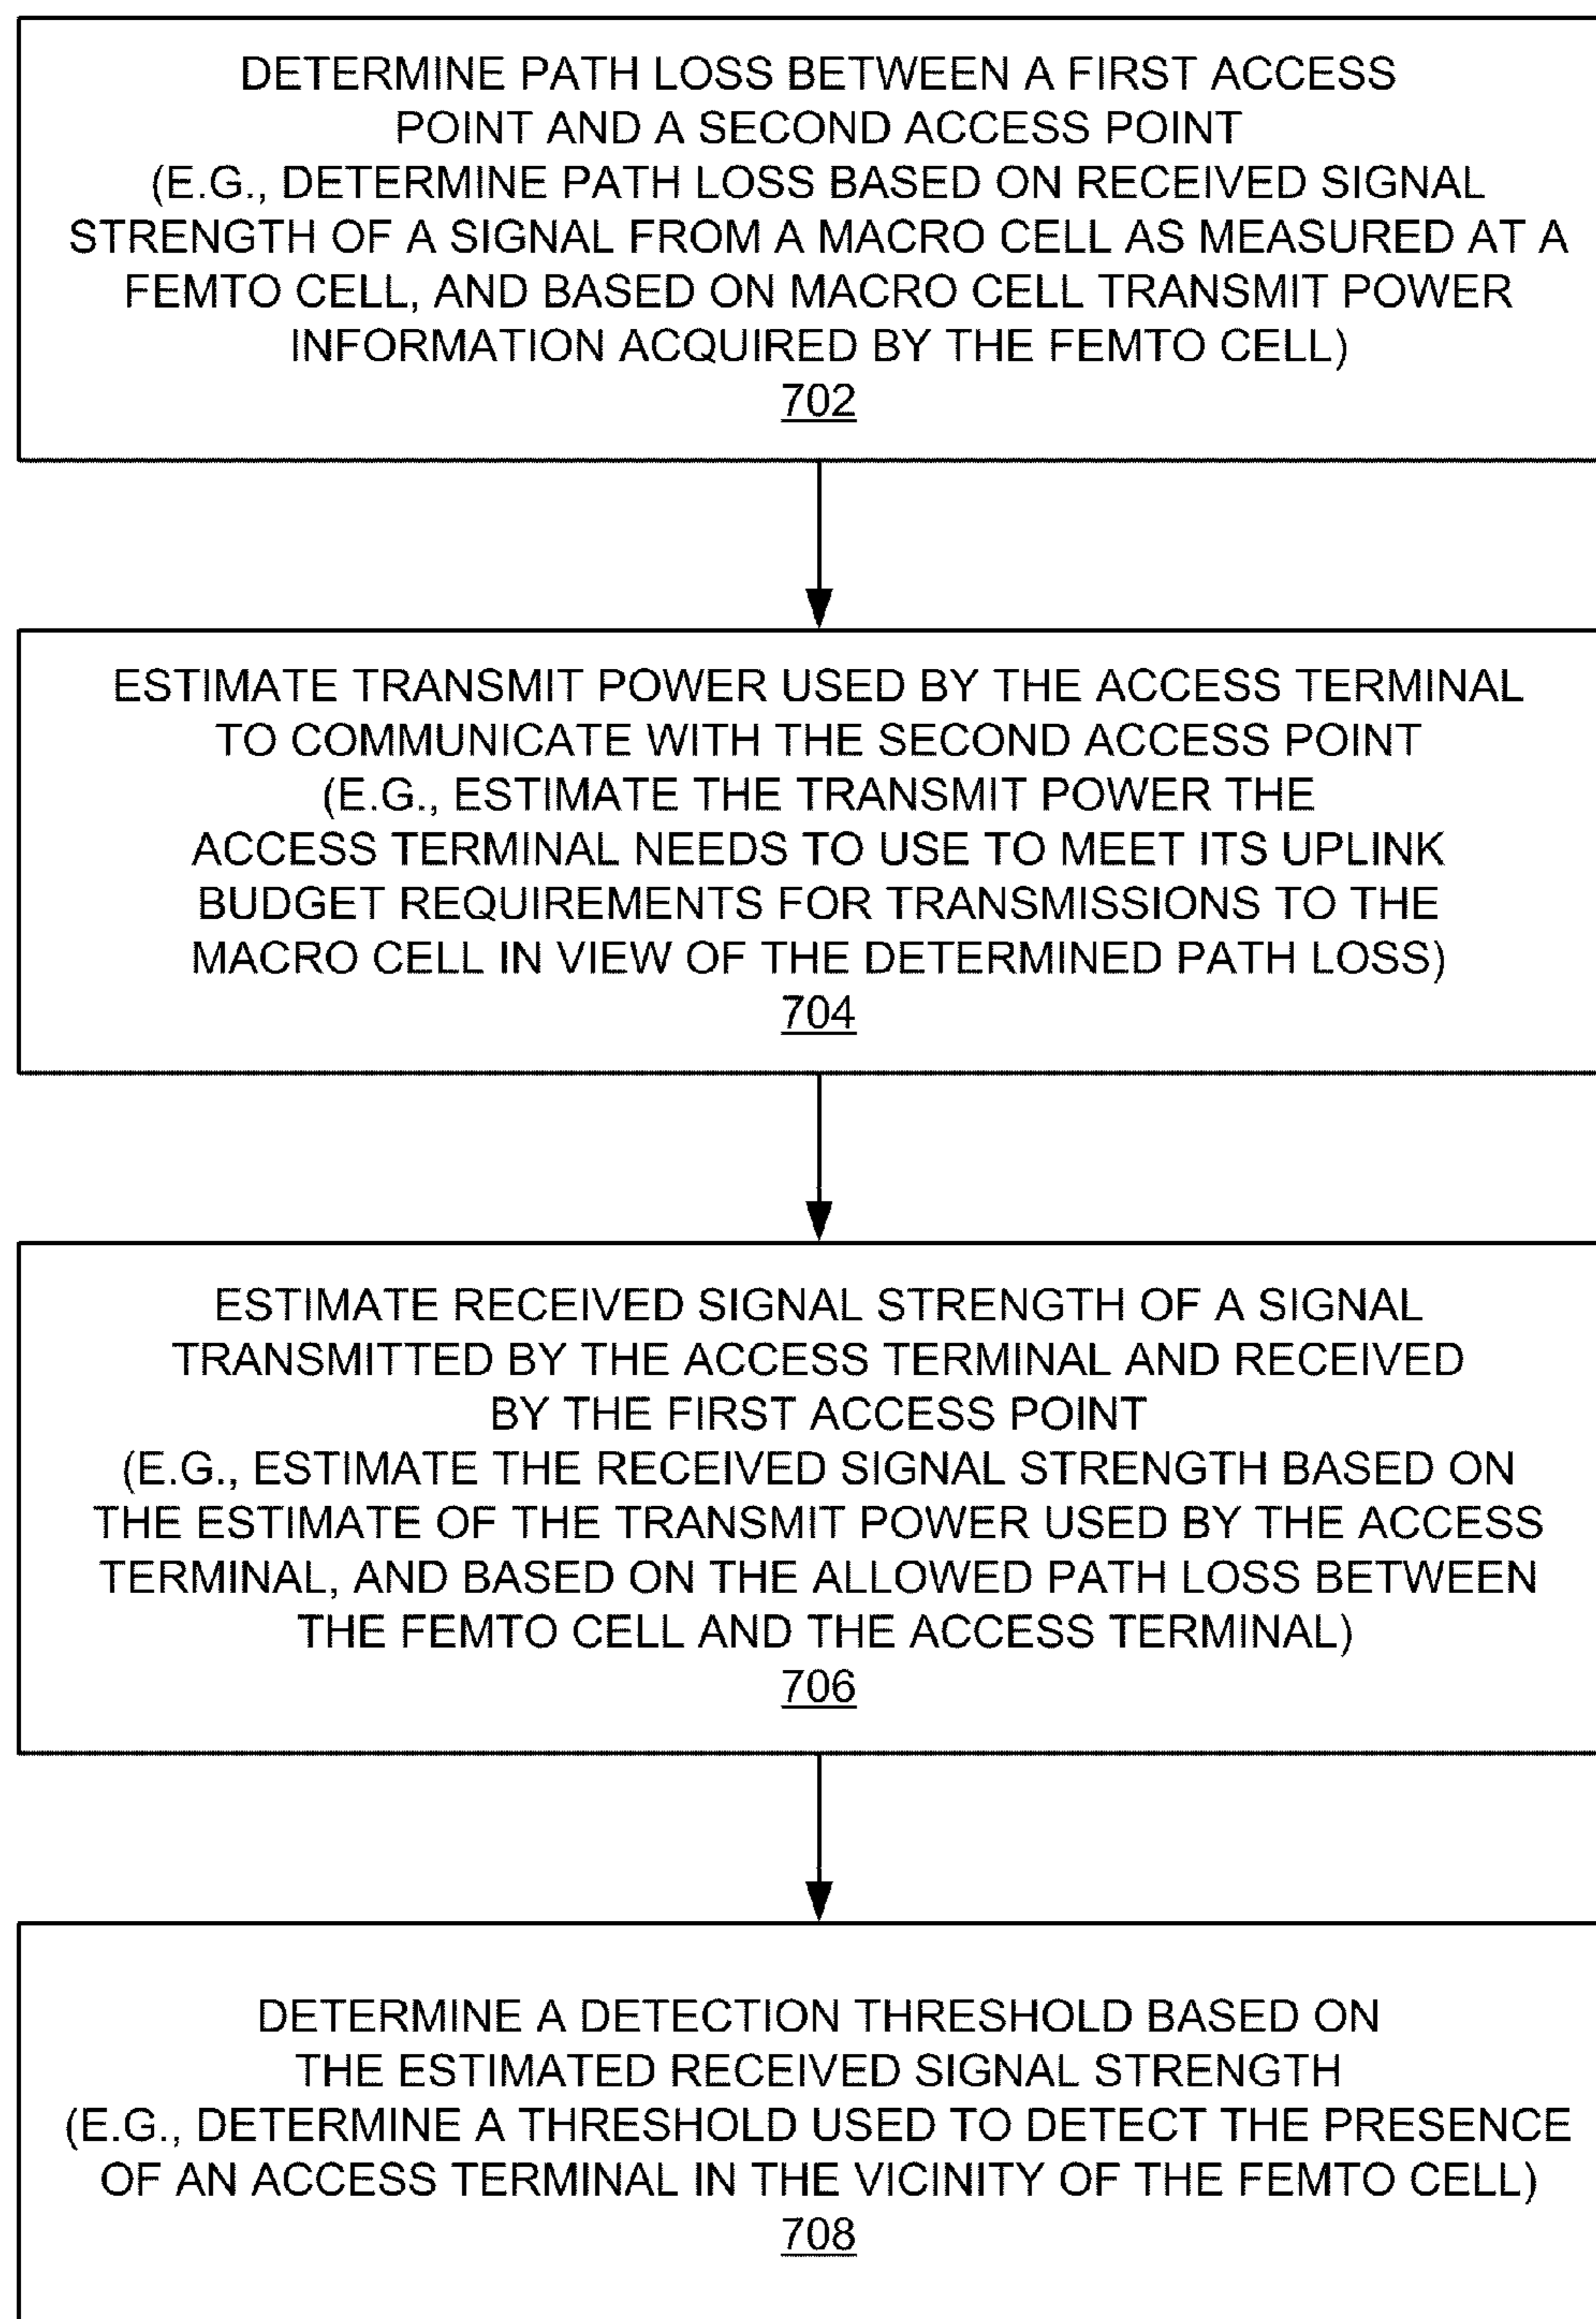 DETERMINE PATH LOSS BETWEEN A FIRST ACCESS
POINT AND A SECOND ACCESS POINT
(E.G., DETERMINE PATH LOSS BASED ON RECEIVED SIGNAL
STRENGTH OF A SIGNAL FROM A MACRO CELL AS MEASURED AT A
FEMTO CELL, AND BASED ON MACRO CELL TRANSMIT POWER
INFORMATION ACQUIRED BY THE FEMTO CELL)
702
ESTIMATE TRANSMIT POWER USED BY THE ACCESS TERMINAL
TO COMMUNICATE WITH THE SECOND ACCESS POINT
(E.G., ESTIMATE THE TRANSMIT POWER THE
ACCESS TERMINAL NEEDS TO USE TO MEET ITS UPLINK
BUDGET REQUIREMENTS FOR TRANSMISSIONS TO THE
MACRO CELL IN VIEW OF THE DETERMINED PATH LOSS)
704
ESTIMATE RECEIVED SIGNAL STRENGTH OF A SIGNAL
TRANSMITTED BY THE ACCESS TERMINAL AND RECEIVED
BY THE FIRST ACCESS POINT
(E.G., ESTIMATE THE RECEIVED SIGNAL STRENGTH BASED ON
THE ESTIMATE OF THE TRANSMIT POWER USED BY THE ACCESS
TERMINAL, AND BASED ON THE ALLOWED PATH LOSS BETWEEN
THE FEMTO CELL AND THE ACCESS TERMINAL)
706
DETERMINE A DETECTION THRESHOLD BASED ON
THE ESTIMATED RECEIVED SIGNAL STRENGTH
(E.G., DETERMINE A THRESHOLD USED TO DETECT THE PRESENCE
OF AN ACCESS TERMINAL IN THE VICINITY OF THE FEMTO CELL)
708